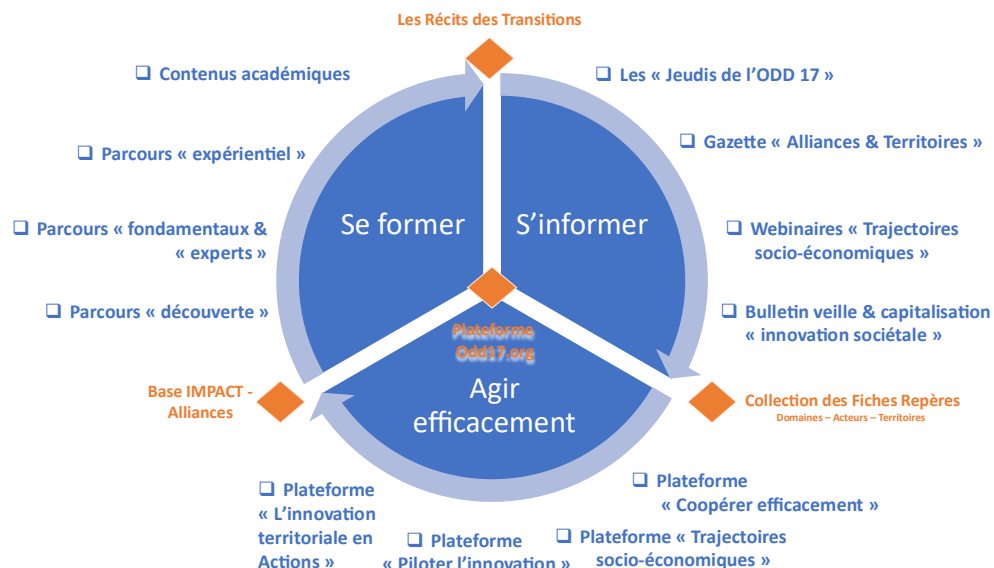 Les Récits des Transitions
❑ Contenus académiques
❑ Les « Jeudis de l'ODD 17 »
❑ Parcours « expérientiel »
❑ Gazette « Alliances & Territoires »
Se former
S'informer
❑ Parcours « fondamentaux &
« experts »
❑ Webinaires « Trajectoires
socio-économiques »
❑ Parcours « découverte »
❑ Bulletin veille & capitalisation
« innovation sociétale »
Plateforme
Odd17.org
Agir
efficacement
Base IMPACT -
Alliances
Collection des Fiches Repères
Domaines – Acteurs – Territoires
❑ Plateforme
« L'innovation
territoriale en
Actions »
❑ Plateforme
« Piloter l'innovation »
❑ Plateforme « Trajectoires
socio-économiques »
❑ Plateforme
« Coopérer efficacement »